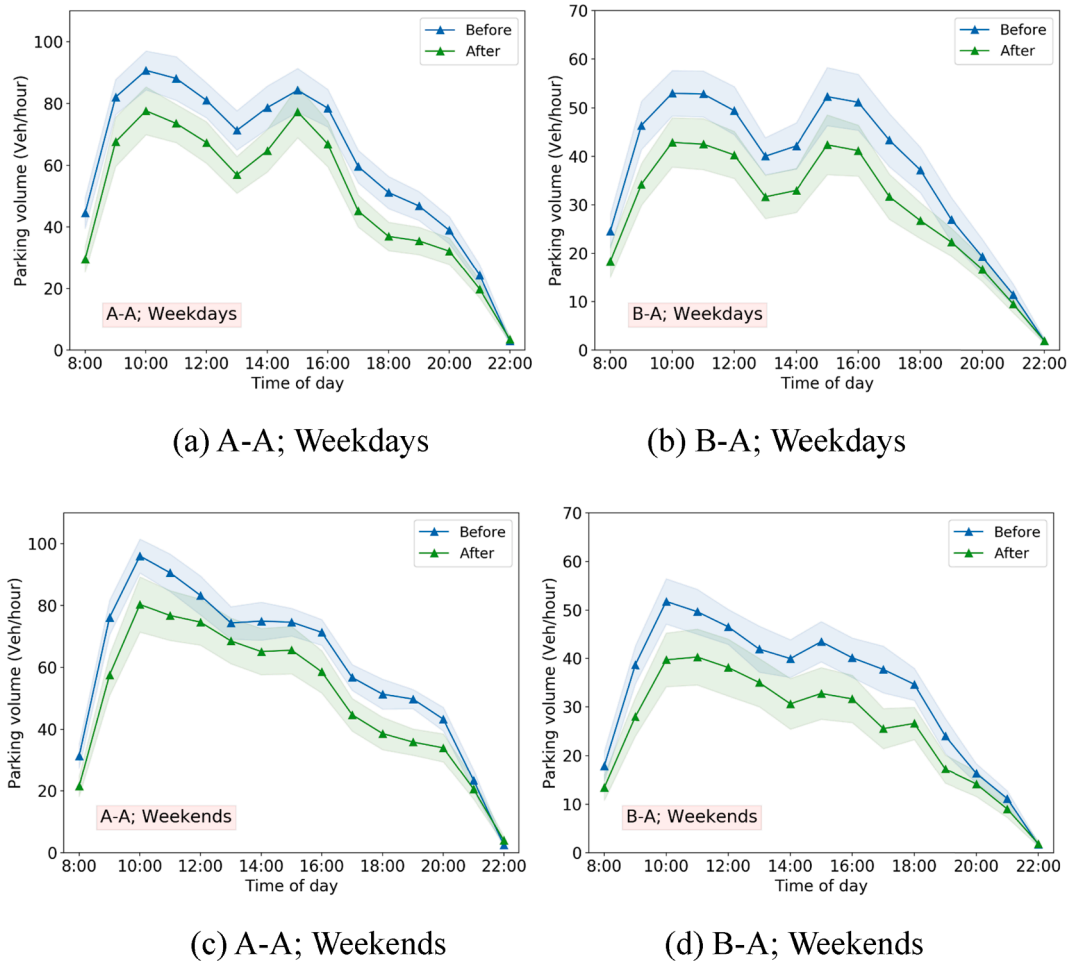 Parking volume (Veh/hour)
100
80
60
40
20
0
Before
After
A-A; Weekdays
8:00 10:00 12:00 14:00 16:00 18:00 20:00 22:00
Time of day
(a) A-A; Weekdays
Parking volume (Veh/hour)
70
60
50
40
30
20
10
0
Before
After
B-A; Weekdays
8:00 10:00 12:00 14:00 16:00 18:00 20:00 22:00
Time of day
(b) B-A; Weekdays
Parking volume (Veh/hour)
100
80
60
40
20
0
Before
After
A-A; Weekends
8:00 10:00 12:00 14:00 16:00 18:00 20:00 22:00
Time of day
(c) A-A; Weekends
Parking volume (Veh/hour)
70
60
50
40
30
20
10
0
Before
After
B-A; Weekends
8:00 10:00 12:00 14:00 16:00 18:00 20:00 22:00
Time of day
(d) B-A; Weekends